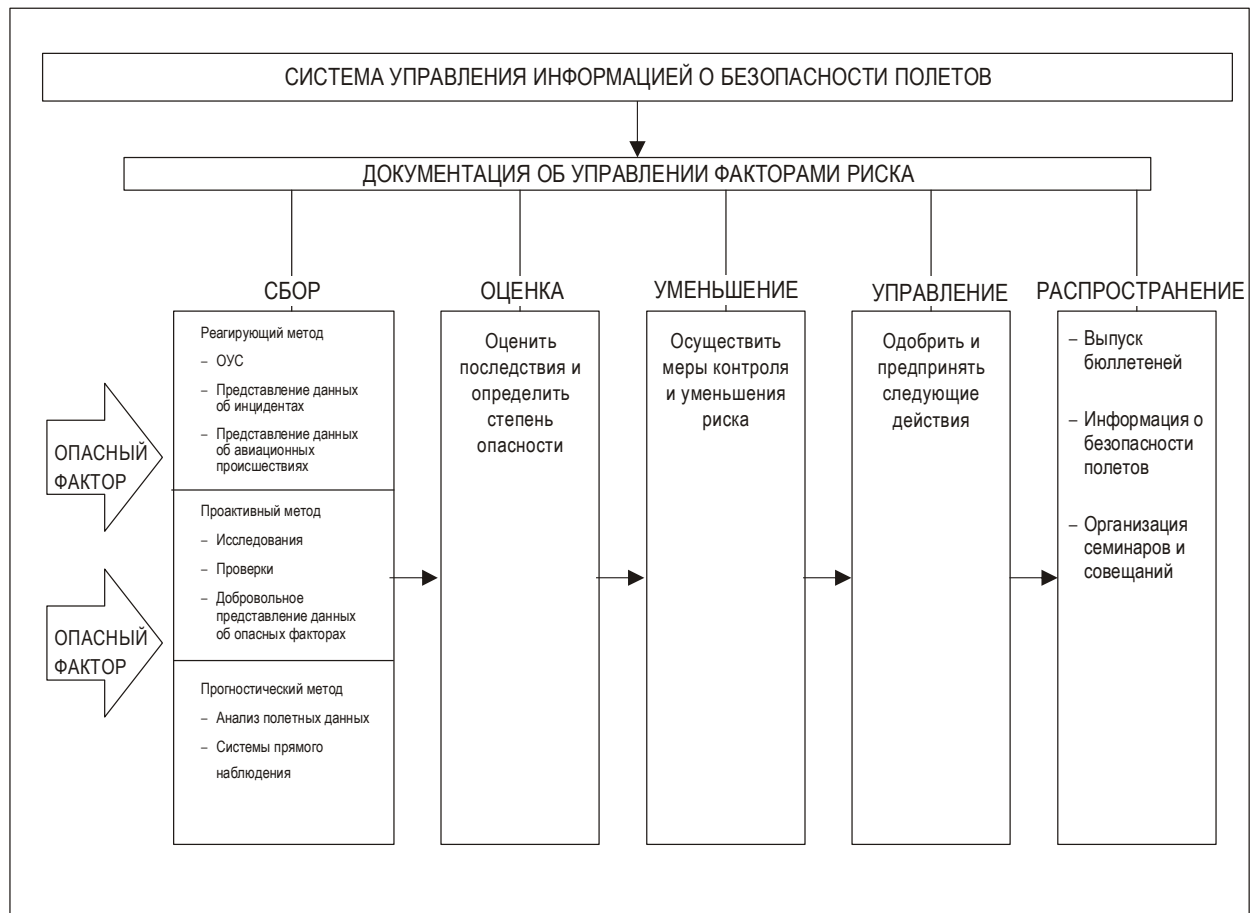 СИСТЕМА УПРАВЛЕНИЯ ИНФОРМАЦИЕЙ О БЕЗОПАСНОСТИ ПОЛЕТОВ
ДОКУМЕНТАЦИЯ ОБ УПРАВЛЕНИИ ФАКТОРАМИ РИСКА
ОПАСНЫЙ
ФАКТОР
ОПАСНЫЙ
ФАКТОР
СБОР
Реагирующий метод
– ОУС
– Представление данных
об инцидентах
– Представление данных
об авиационных
происшествиях
Проактивный метод
– Исследования
– Проверки
– Добровольное
представление данных
об опасных факторах
Прогностический метод
– Анализ полетных данных
– Системы прямого
наблюдения
ОЦЕНКА
Оценить
последствия и
определить
степень
опасности
УМЕНЬШЕНИЕ
Осуществить
меры контроля
и уменьшения
риска
УПРАВЛЕНИЕ
Одобрить и
предпринять
следующие
действия
РАСПРОСТРАНЕНИЕ
– Выпуск
бюллетеней
– Информация о
безопасности
полетов
– Организация
семинаров и
совещаний